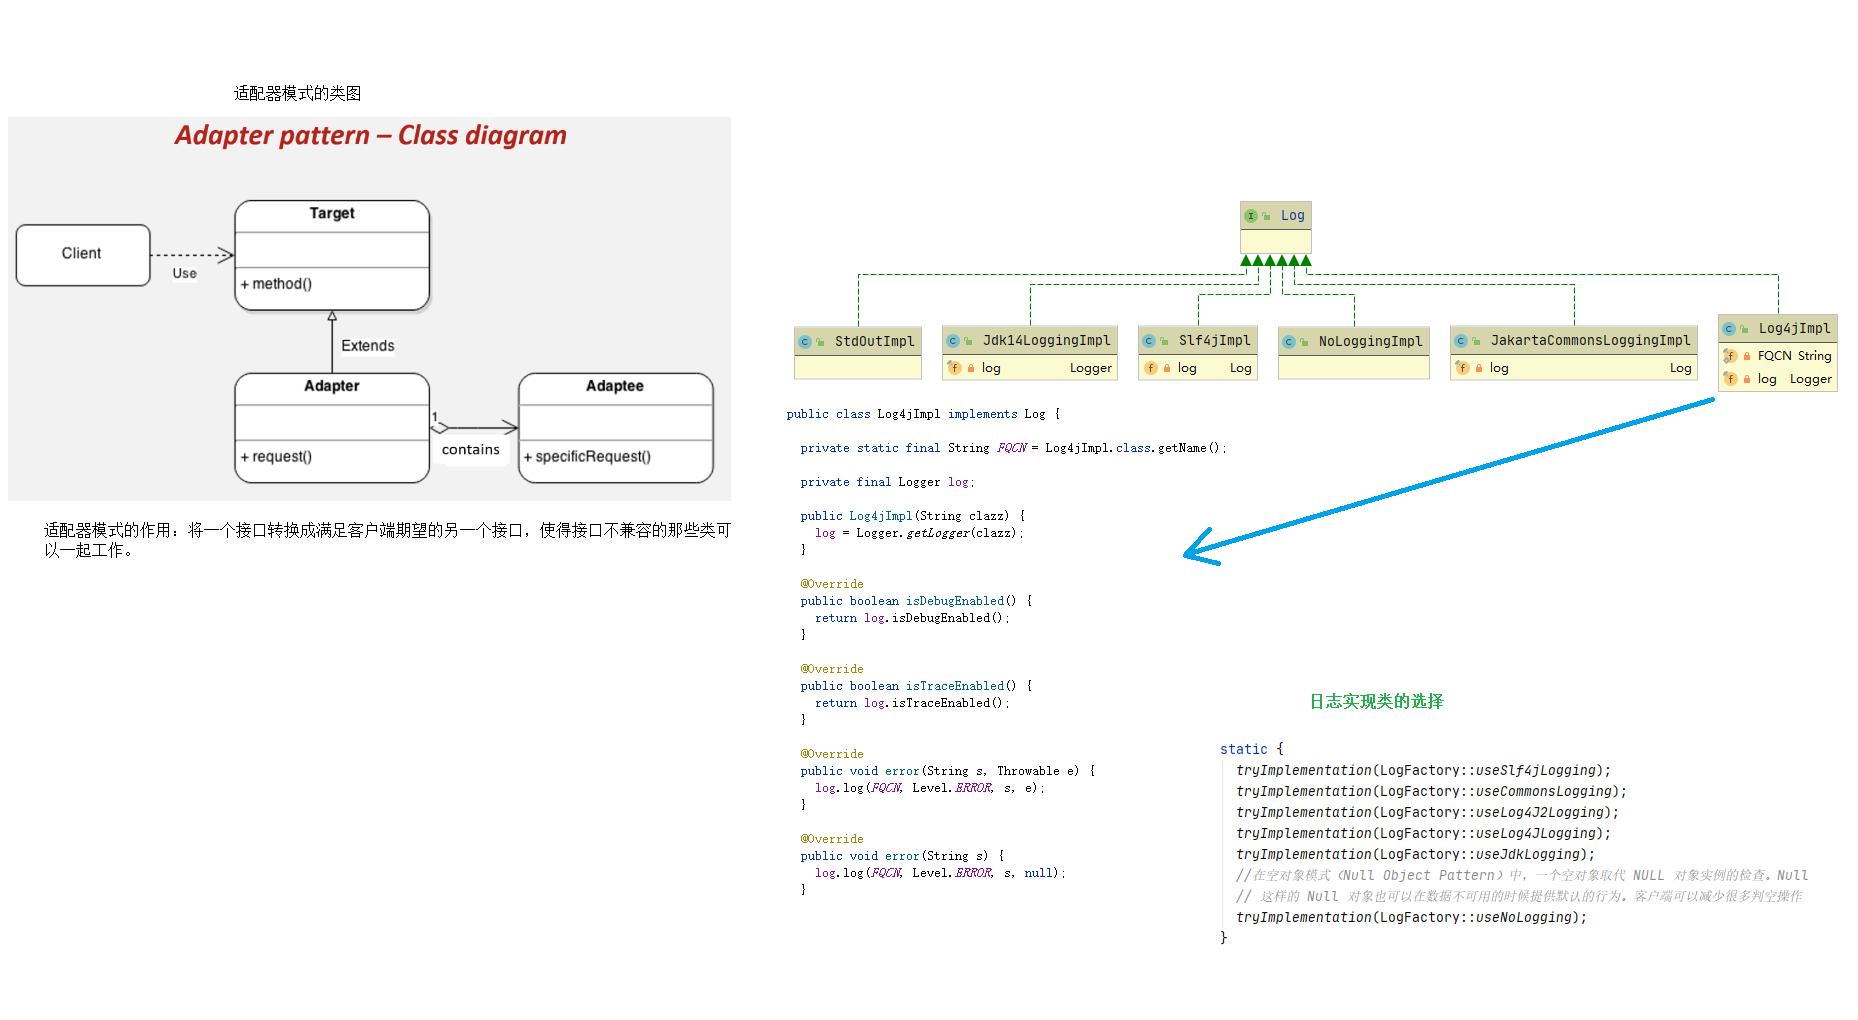 适配器模式的类图
Adapter pattern – Class diagram
Target
Client
Use
+ method()
Extends
Adapter
Adaptee
1
contains
+ request()
+ specificRequest()
适配器模式的作用：将一个接口转换成满足客户端期望的另一个接口，使得接口不兼容的那些类可
以一起工作。
I Log
C StdOutImpl
C Jdk14LoggingImpl
f log Logger
C Slf4jImpl
f log Log
C NoLoggingImpl
C JakartaCommonsLoggingImpl
f log Log
C Log4jImpl
f FQCN String
f log Logger
public class Log4jImpl implements Log {
private static final String FQCN = Log4jImpl.class.getName();
private final Logger log;
public Log4jImpl(String clazz) {
log = Logger.getLogger(clazz);
}
@Override
public boolean isDebugEnabled() {
return log.isDebugEnabled();
}
@Override
public boolean isTraceEnabled() {
return log.isTraceEnabled();
}
@Override
public void error(String s, Throwable e) {
log.log(FQCN, Level.ERROR, s, e);
}
@Override
public void error(String s) {
log.log(FQCN, Level.ERROR, s, null);
}
日志实现类的选择
static {
tryImplementation(LogFactory::useSlf4jLogging);
tryImplementation(LogFactory::useCommonsLogging);
tryImplementation(LogFactory::useLog4J2Logging);
tryImplementation(LogFactory::useLog4JLogging);
tryImplementation(LogFactory::useJdkLogging);
//在空对象模式（Null Object Pattern）中，一个空对象取代 NULL 对象实例的检查。Null
// 这样的 Null 对象也可以在数据不可用的时候提供默认的行为。客户端可以减少很多判空操作
tryImplementation(LogFactory::useNoLogging);
}